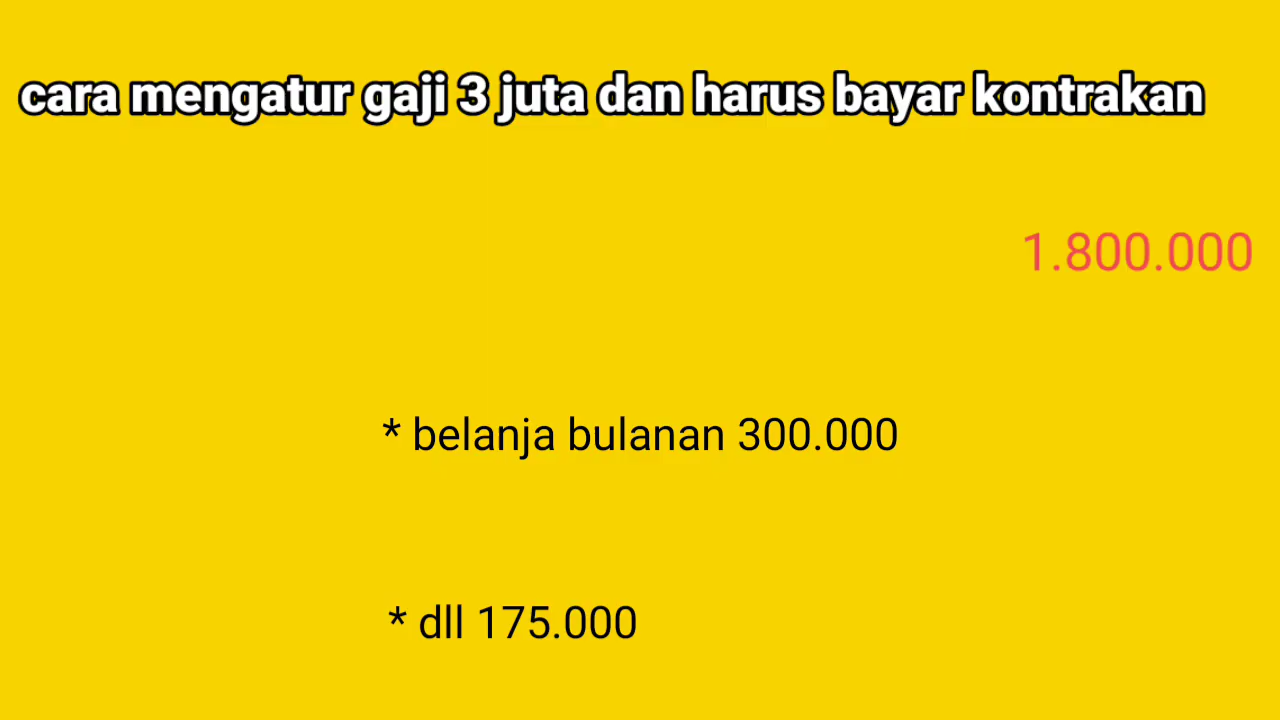 cara mengatur gaji 3 juta dan harus bayar kontrakan
1.800.000
* belanja bulanan 300.000
* dll 175.000